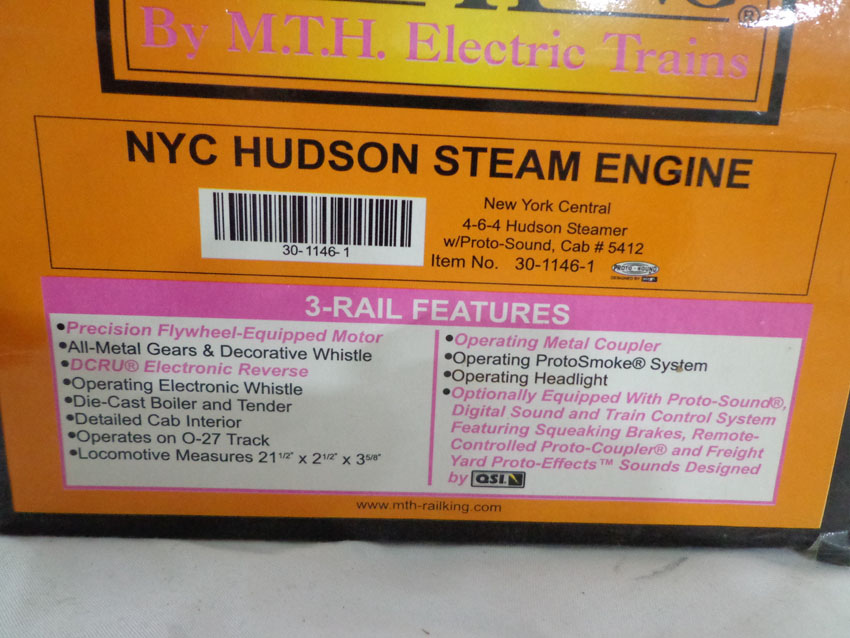 By M.T.H. Electric Trains
NYC HUDSON STEAM ENGINE
30-1146-1
New York Central
4-6-4 Hudson Steamer
w/Proto-Sound, Cab # 5412
Item No. 30-1146-1 PROTO SOUND
3-RAIL FEATURES
•Precision Flywheel-Equipped Motor
•All-Metal Gears & Decorative Whistle
•DCRU® Electronic Reverse
•Operating Electronic Whistle
•Die-Cast Boiler and Tender
•Detailed Cab Interior
•Operates on O-27 Track
•Locomotive Measures 21 1/2" x 2 1/2" x 3 5/8"
•Operating Metal Coupler
•Operating ProtoSmoke® System
•Operating Headlight
•Optionally Equipped With Proto-Sound®,
Digital Sound and Train Control System
Featuring Squeaking Brakes, Remote-
Controlled Proto-Coupler® and Freight
Yard Proto-Effects™ Sounds Designed
by QSI
www.mth-railking.com